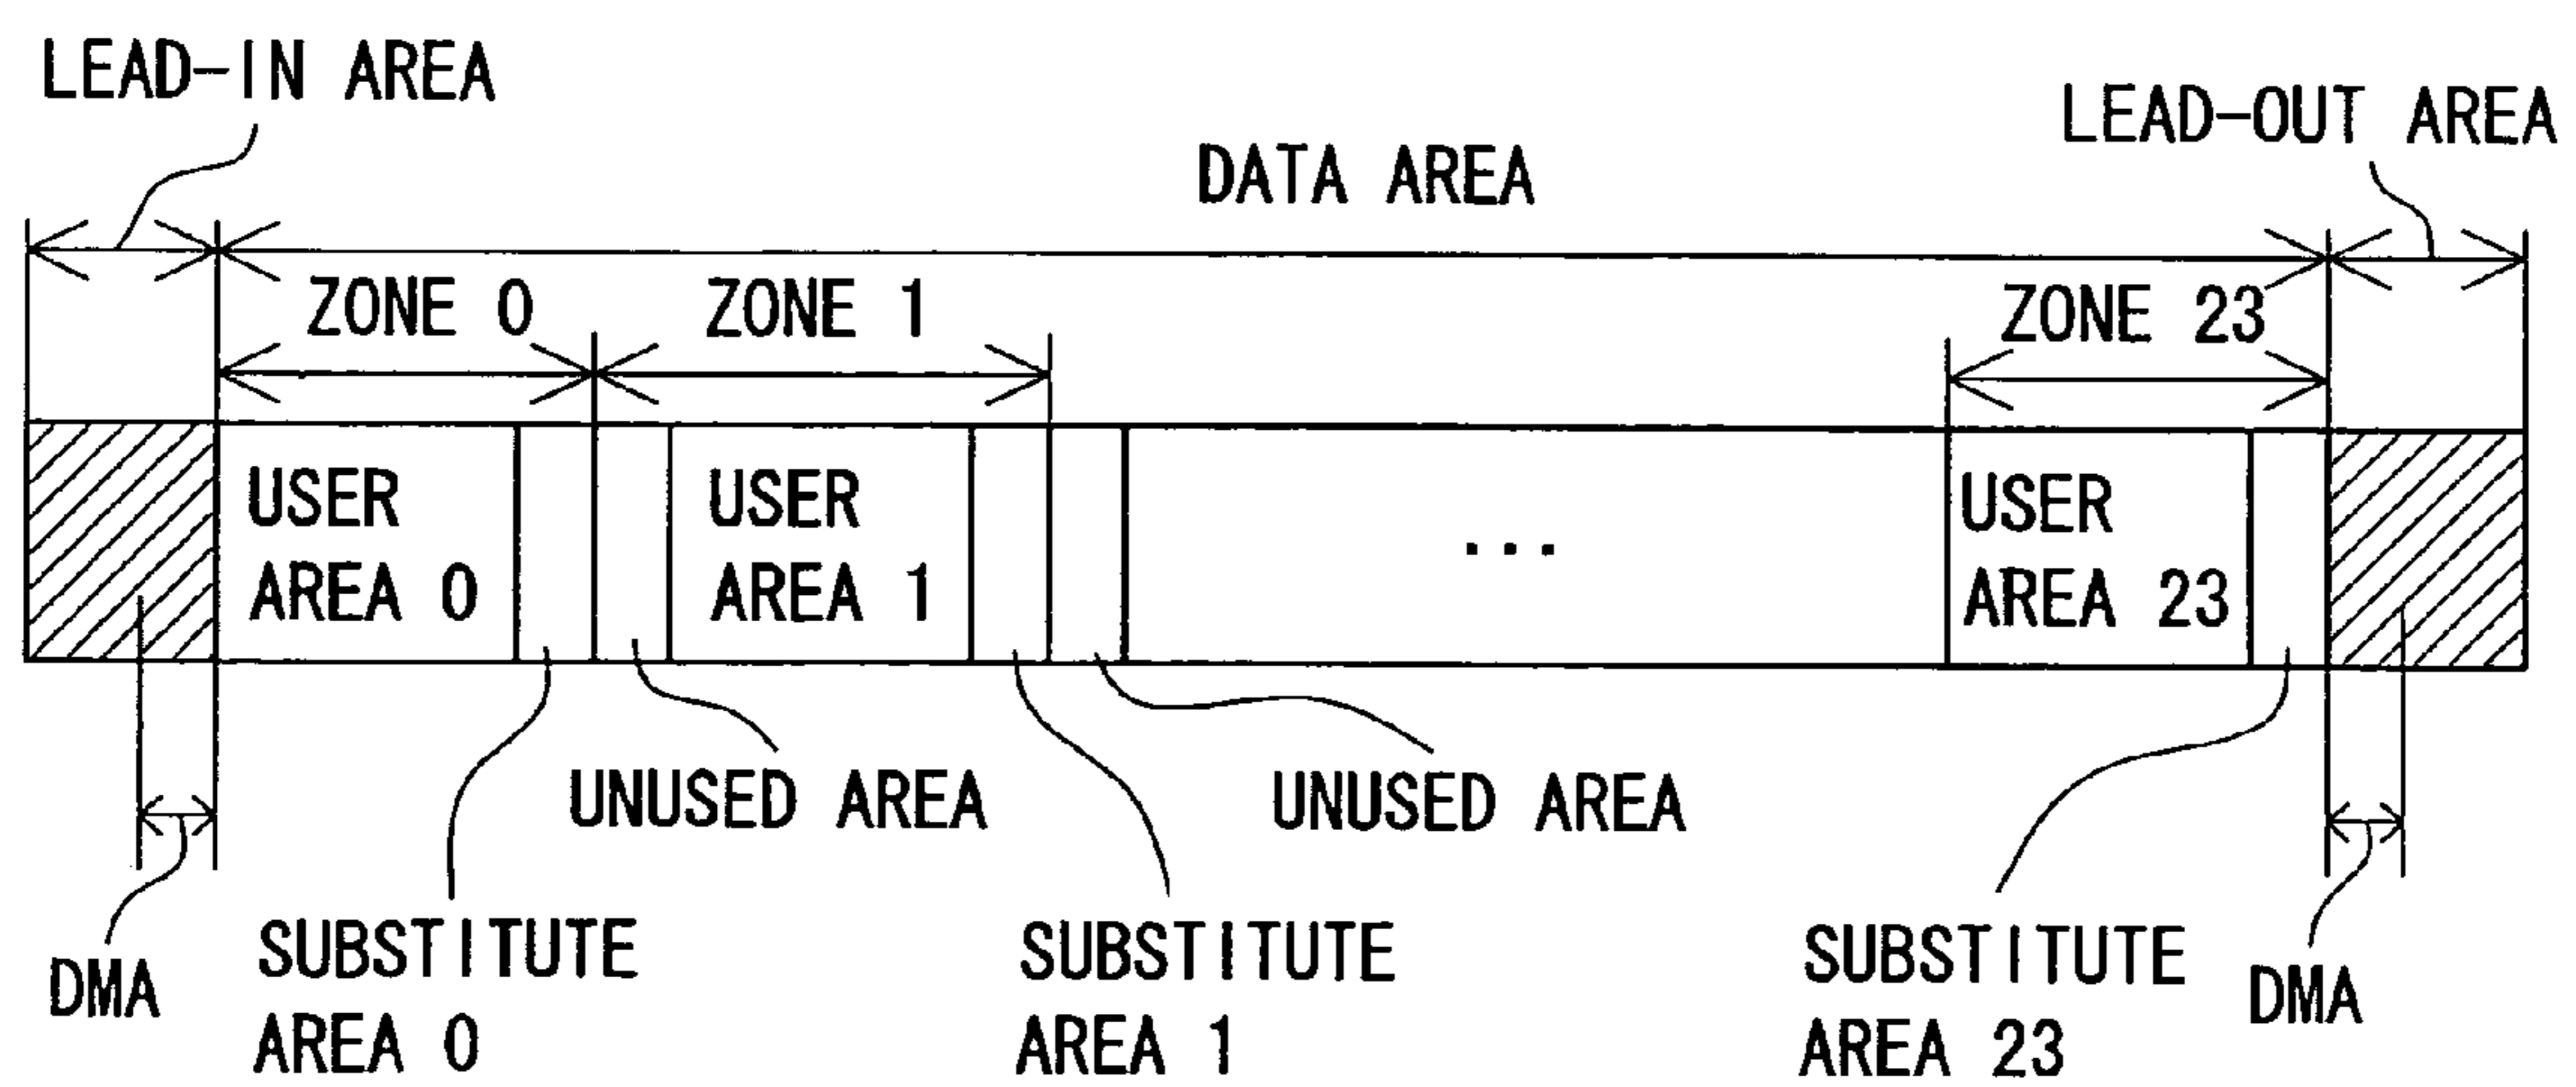 LEAD-IN AREA
LEAD-OUT AREA
DATA AREA
ZONE 0
ZONE 1
ZONE 23
USER
AREA 0
USER
AREA 1
...
USER
AREA 23
UNUSED AREA
UNUSED AREA
DMA
SUBSTITUTE
AREA 0
SUBSTITUTE
AREA 1
SUBSTITUTE
AREA 23
DMA